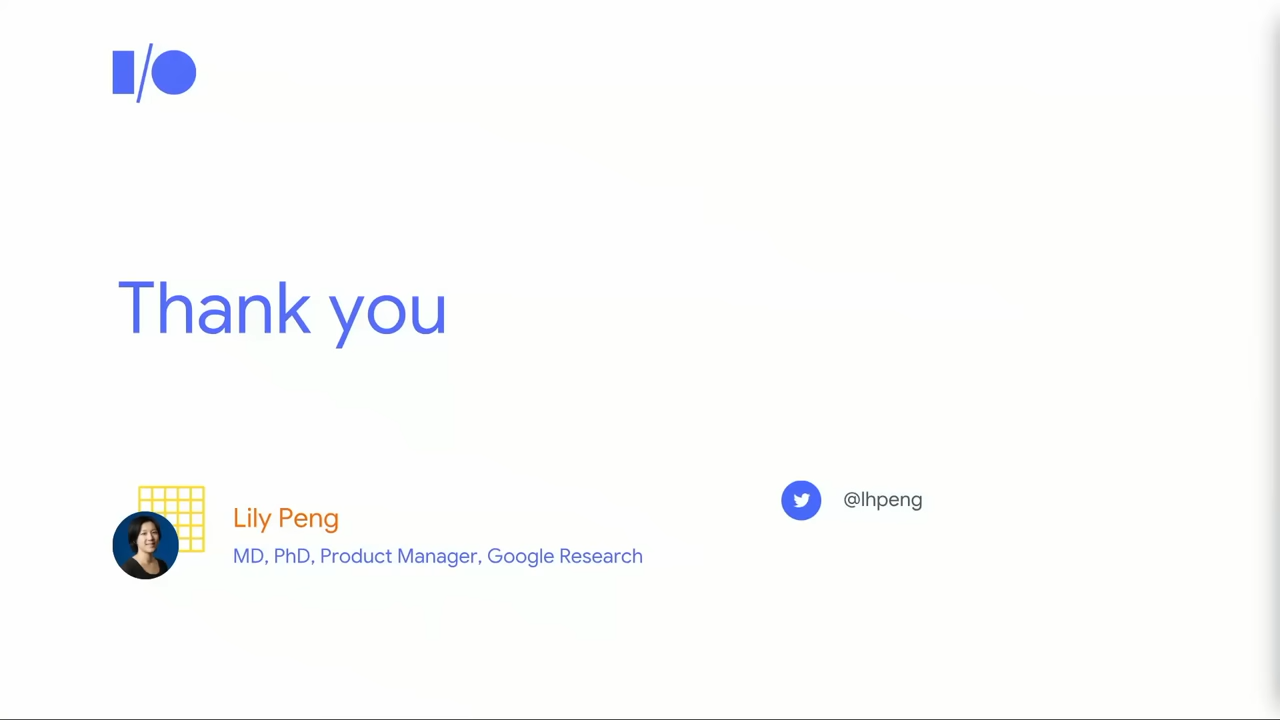 I/O
Thank you
Lily Peng
MD, PhD, Product Manager, Google Research
@lhpeng